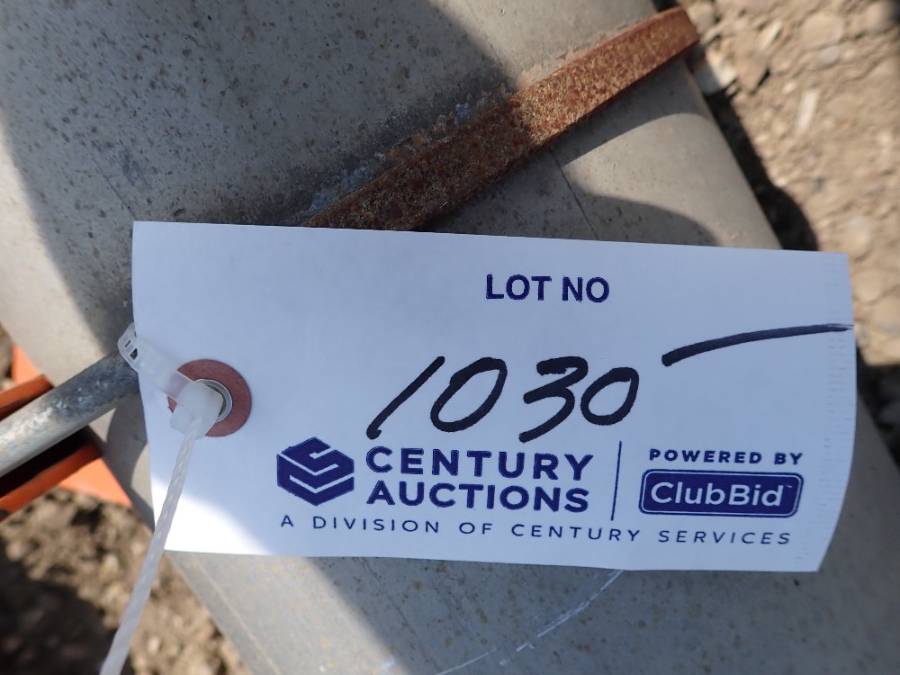 LOT NO
1030
CENTURY
AUCTIONS
POWERED BY
ClubBid
A DIVISION OF CENTURY SERVICES